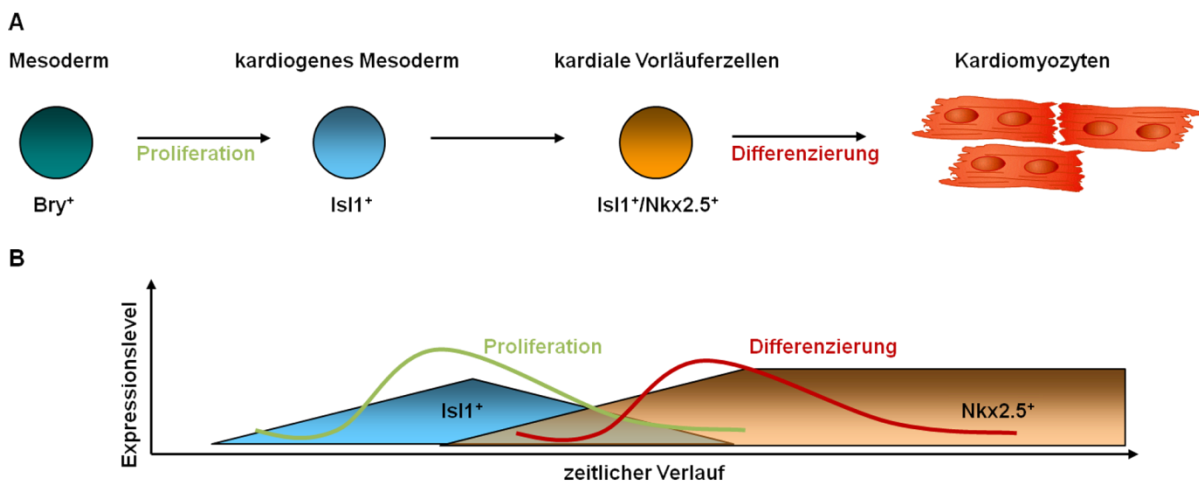 A
Mesoderm
kardiogenes Mesoderm
kardiale Vorläuferzellen
Kardiomyozyten
Proliferation
Differenzierung
Bry⁺
Isl1⁺
Isl1⁺/Nkx2.5⁺
B
Expressionslevel
Proliferation
Differenzierung
Isl1⁺
Nkx2.5⁺
zeitlicher Verlauf